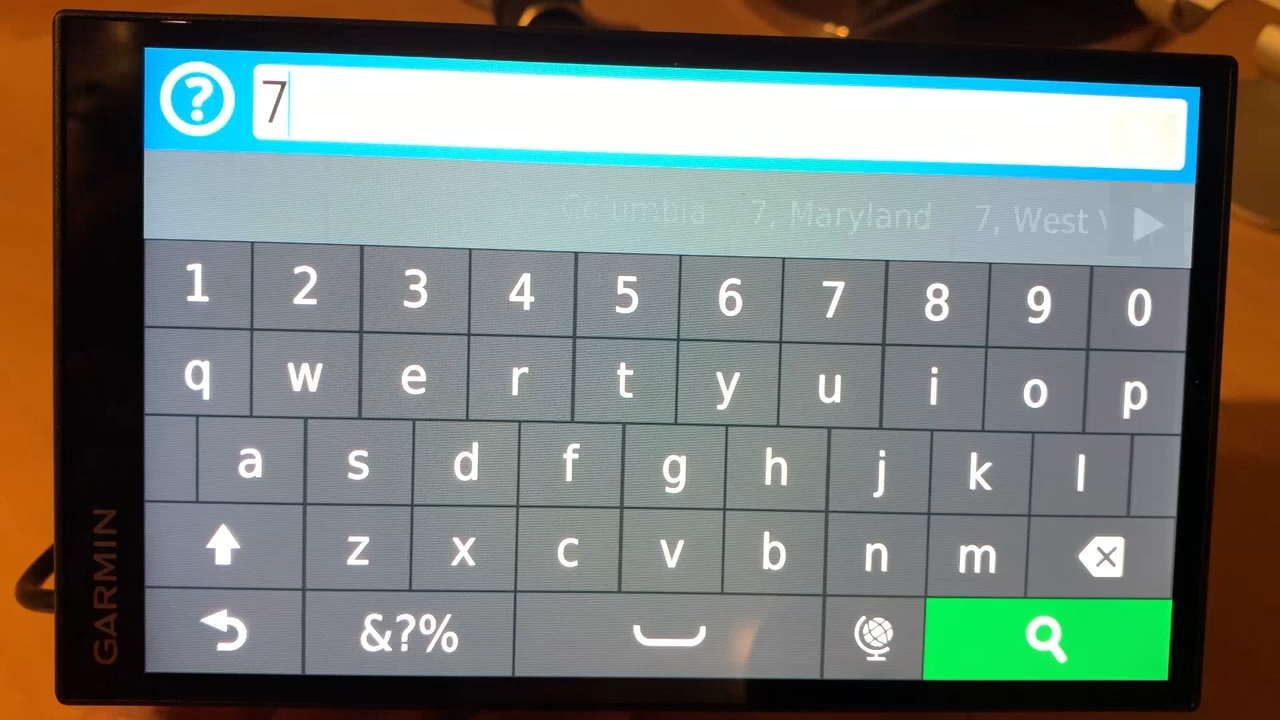 ?
7
Columbia 7, Maryland 7, West
1 2 3 4 5 6 7 8 9 0
q w e r t y u i o p
a s d f g h j k l
z x c v b n m
&?%
GARMIN